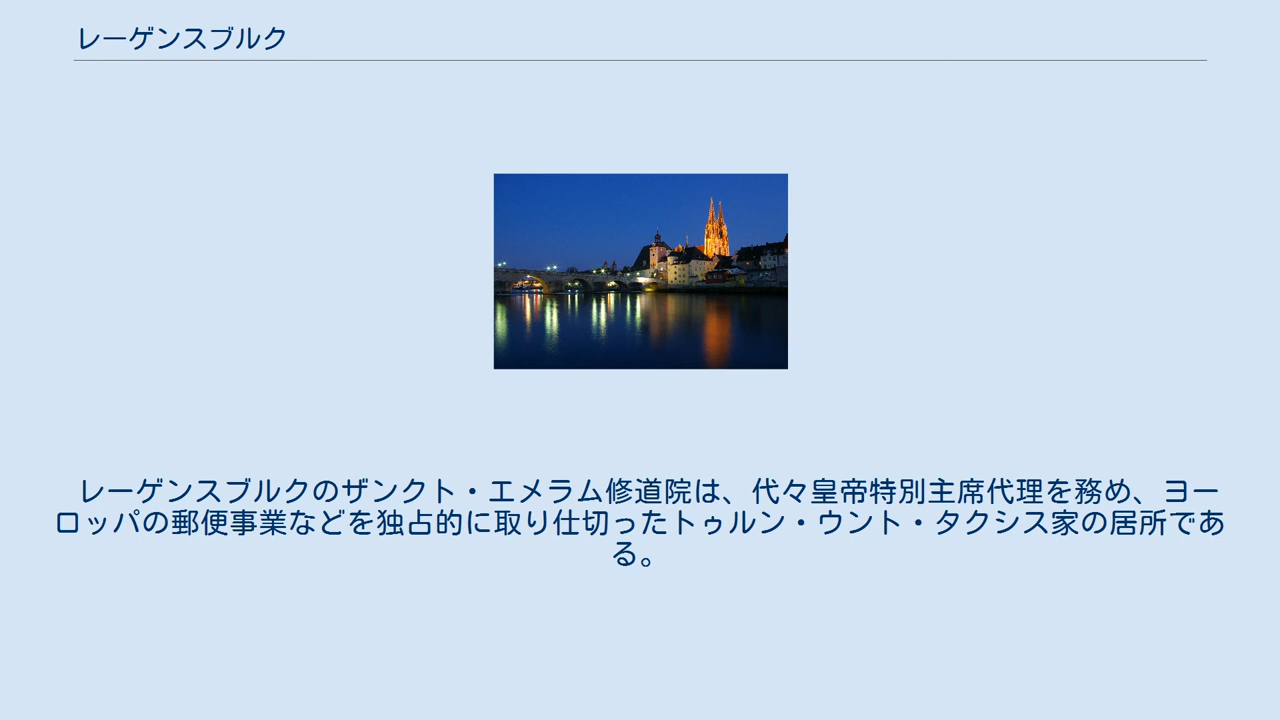 レーゲンスブルク
レーゲンスブルクのザンクト・エメラム修道院は、代々皇帝特別主席代理を務め、ヨー
ロッパの郵便事業などを独占的に取り仕切ったトゥルン・ウント・タクシス家の居所であ
る。